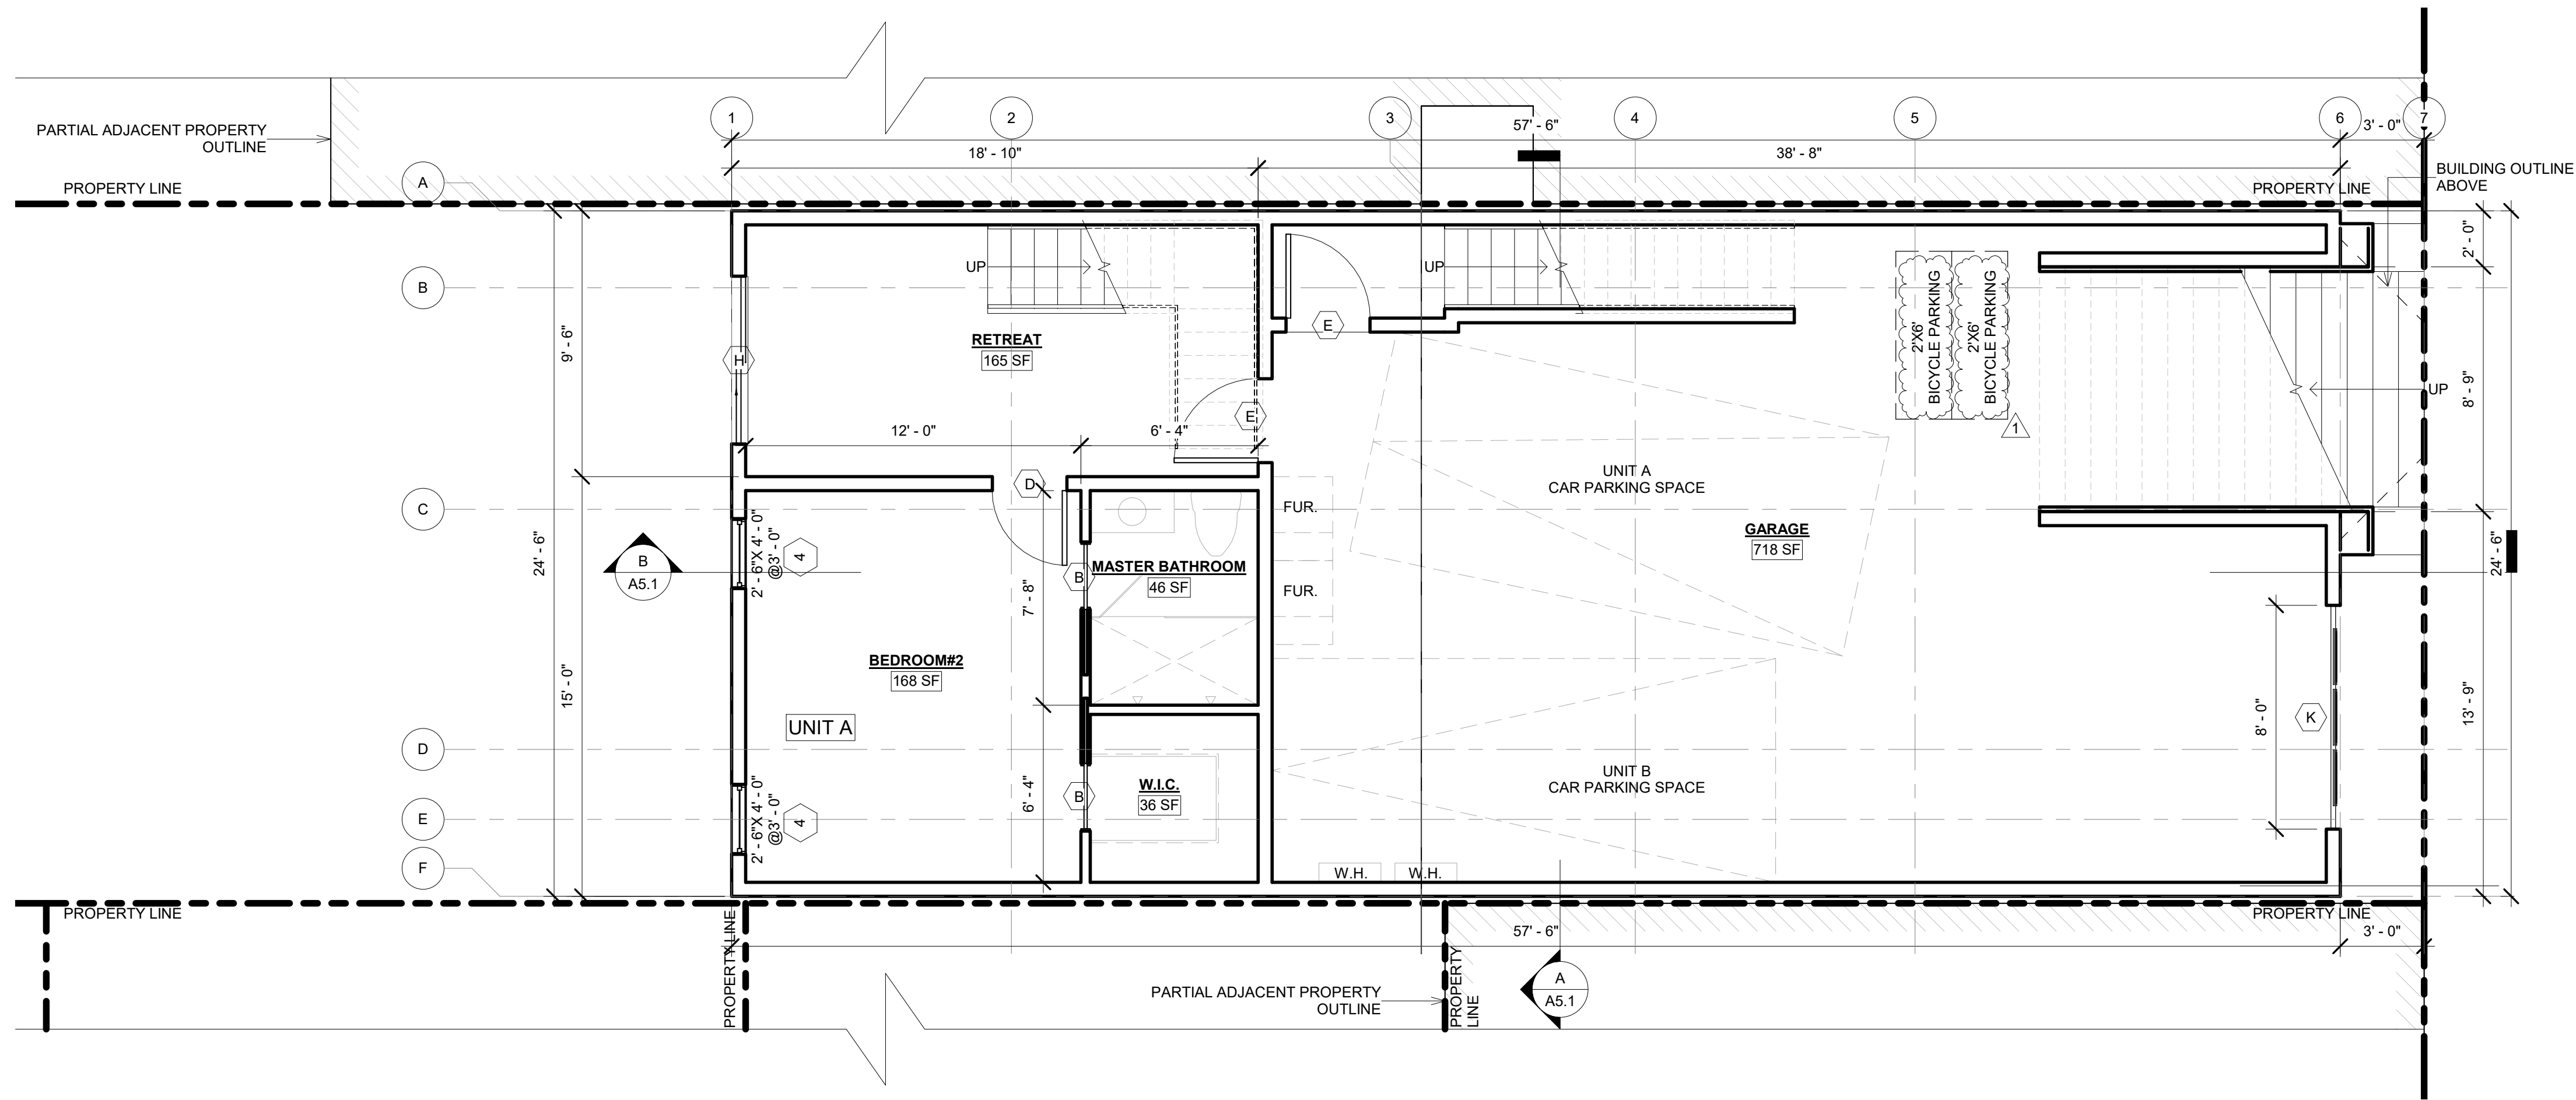 1
2
3
4
5
6
7
57' - 6"
3' - 0"
18' - 10"
38' - 8"
PARTIAL ADJACENT PROPERTY
OUTLINE
BUILDING OUTLINE
ABOVE
A
PROPERTY LINE
PROPERTY LINE
B
UP
UP
2' - 0"
2'X6'
BICYCLE PARKING
2'X6'
BICYCLE PARKING
E
RETREAT
165 SF
H
9' - 6"
E
UP
8' - 9"
1
12' - 0"
6' - 4"
UNIT A
CAR PARKING SPACE
D
C
FUR.
GARAGE
718 SF
24' - 6"
24' - 6"
B
A5.1
2' - 6"X 4' - 0"
@3' - 0"
4
B
MASTER BATHROOM
46 SF
7' - 8"
FUR.
BEDROOM#2
168 SF
15' - 0"
13' - 9"
UNIT A
8' - 0"
K
D
W.I.C.
36 SF
UNIT B
CAR PARKING SPACE
6' - 4"
B
E
2' - 6"X 4' - 0"
@3' - 0"
4
F
W.H.
W.H.
PROPERTY LINE
PROPERTY LINE
57' - 6"
3' - 0"
PROPERTY LINE
PROPERTY
LINE
PARTIAL ADJACENT PROPERTY
OUTLINE
A
A5.1